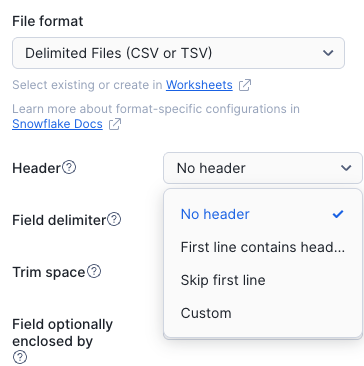 File format
Delimited Files (CSV or TSV)
Select existing or create in Worksheets
Learn more about format-specific configurations in
Snowflake Docs
Header
No header
No header
First line contains head...
Field delimiter
Skip first line
Trim space
Custom
Field optionally
enclosed by